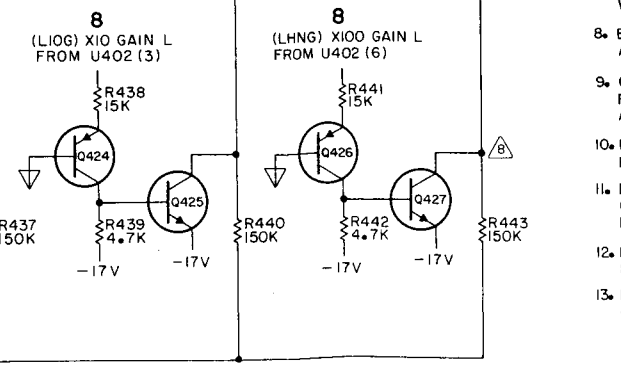 8
(LI0G) X10 GAIN L
FROM U402 (3)
R438
15K
Q424
Q425
R437
150K
R439
4.7K
-17V
-17V
R440
150K
8
(LHNG) X100 GAIN L
FROM U402 (6)
R441
15K
Q426
Q427
R442
4.7K
-17V
-17V
8
R443
150K
8.
9.
10.
11.
12.
13.